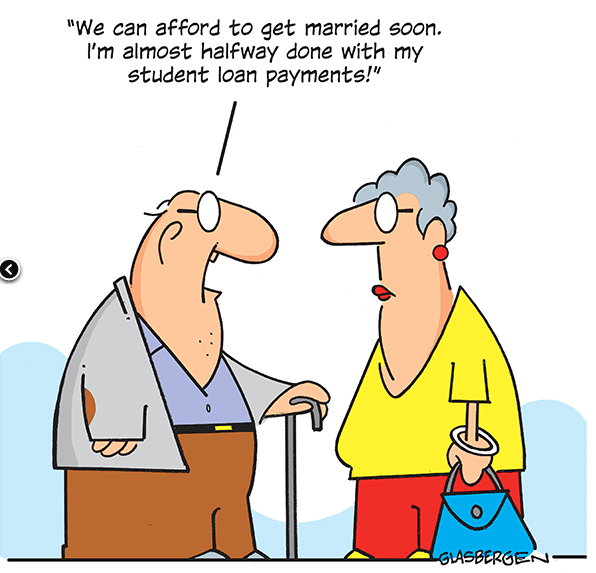 "We can afford to get married soon.
I'm almost halfway done with my
student loan payments!"
GLASBERGEN